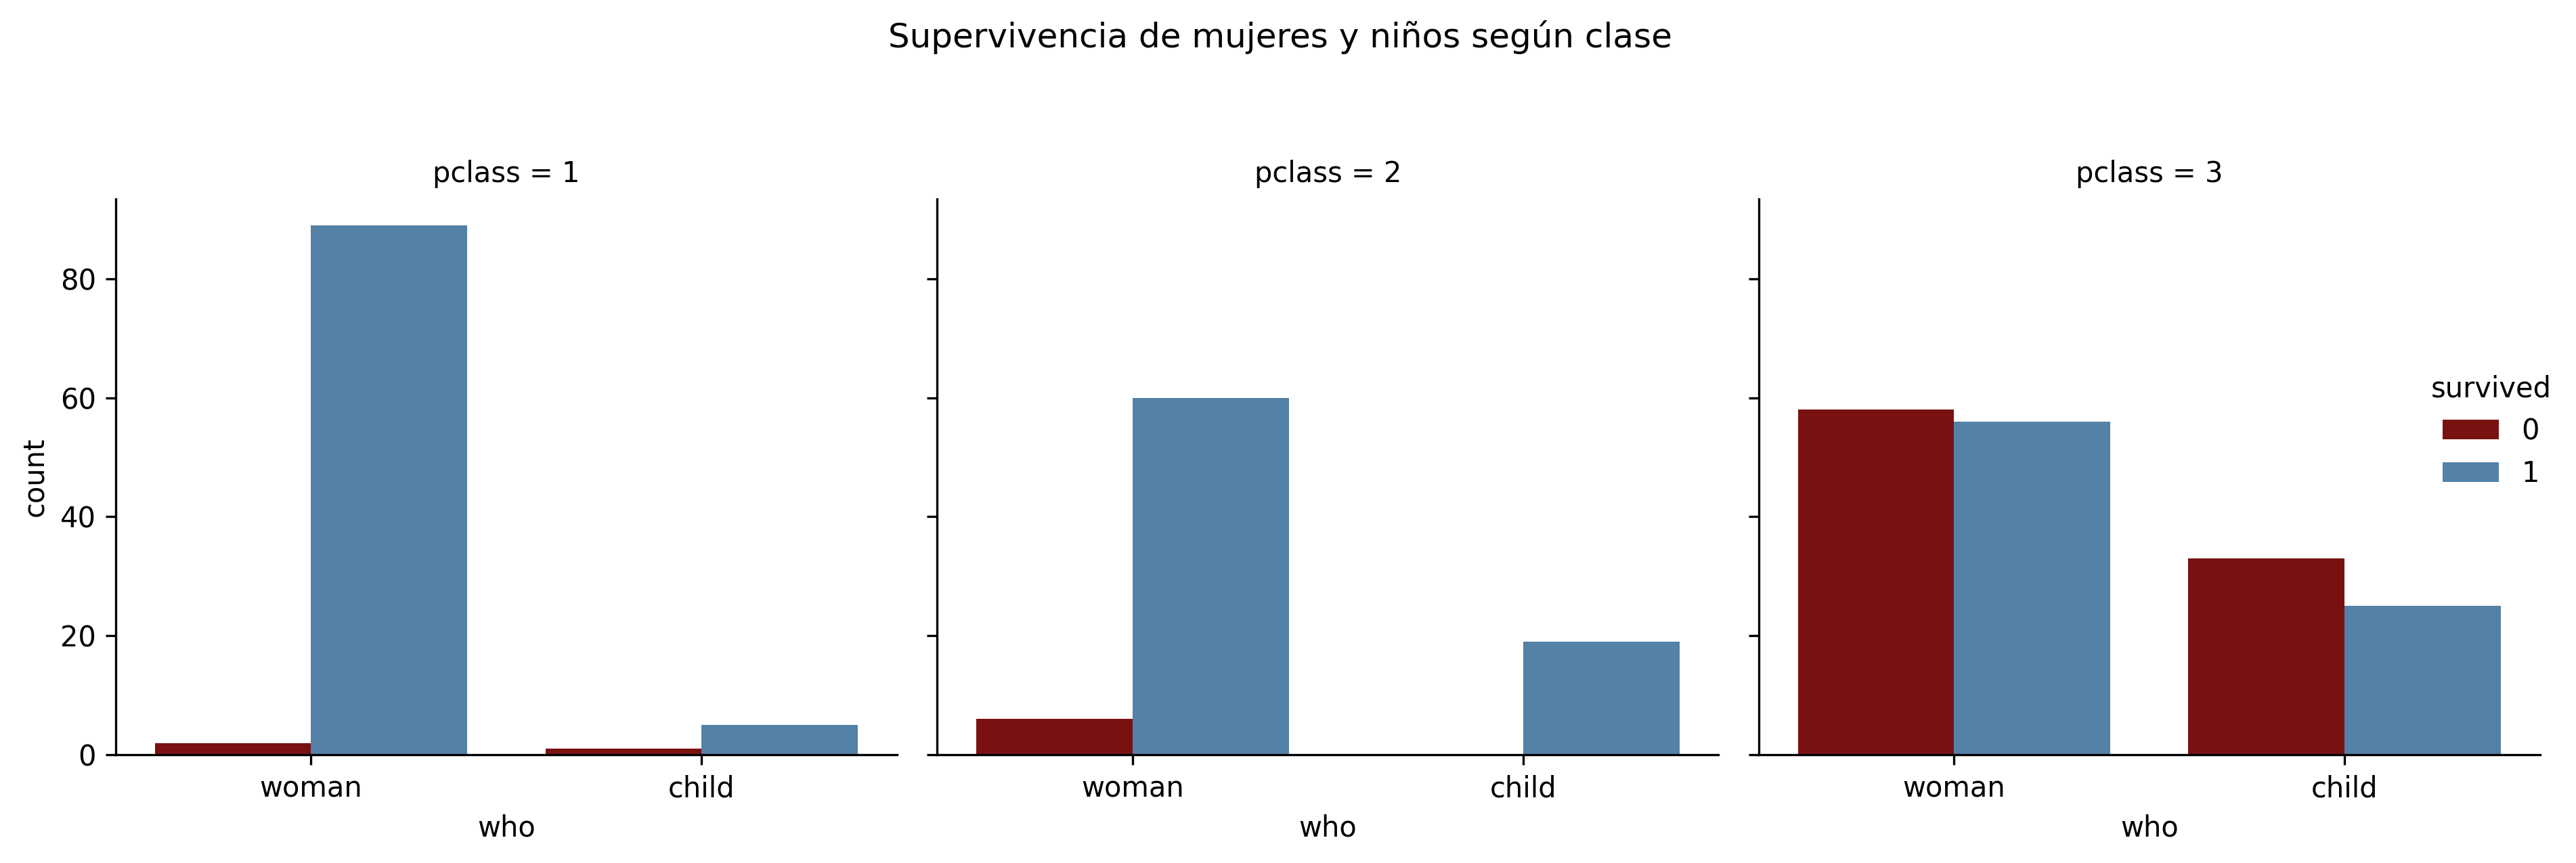 Supervivencia de mujeres y niños según clase
pclass = 1
pclass = 2
pclass = 3
count
80
60
40
20
0
woman
child
who
woman
child
who
woman
child
who
survived
0
1